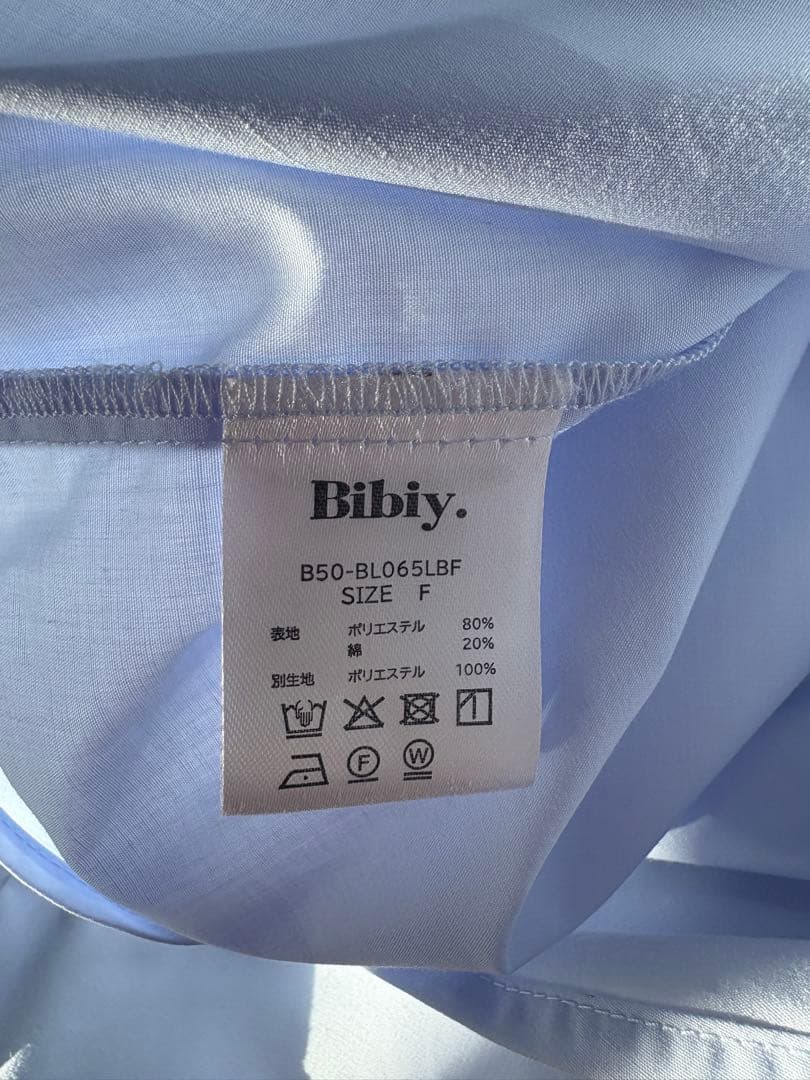 Bibiy.
B50-BL065LBF
SIZE F
表地 ポリエステル 80%
綿 20%
別生地 ポリエステル 100%
F W